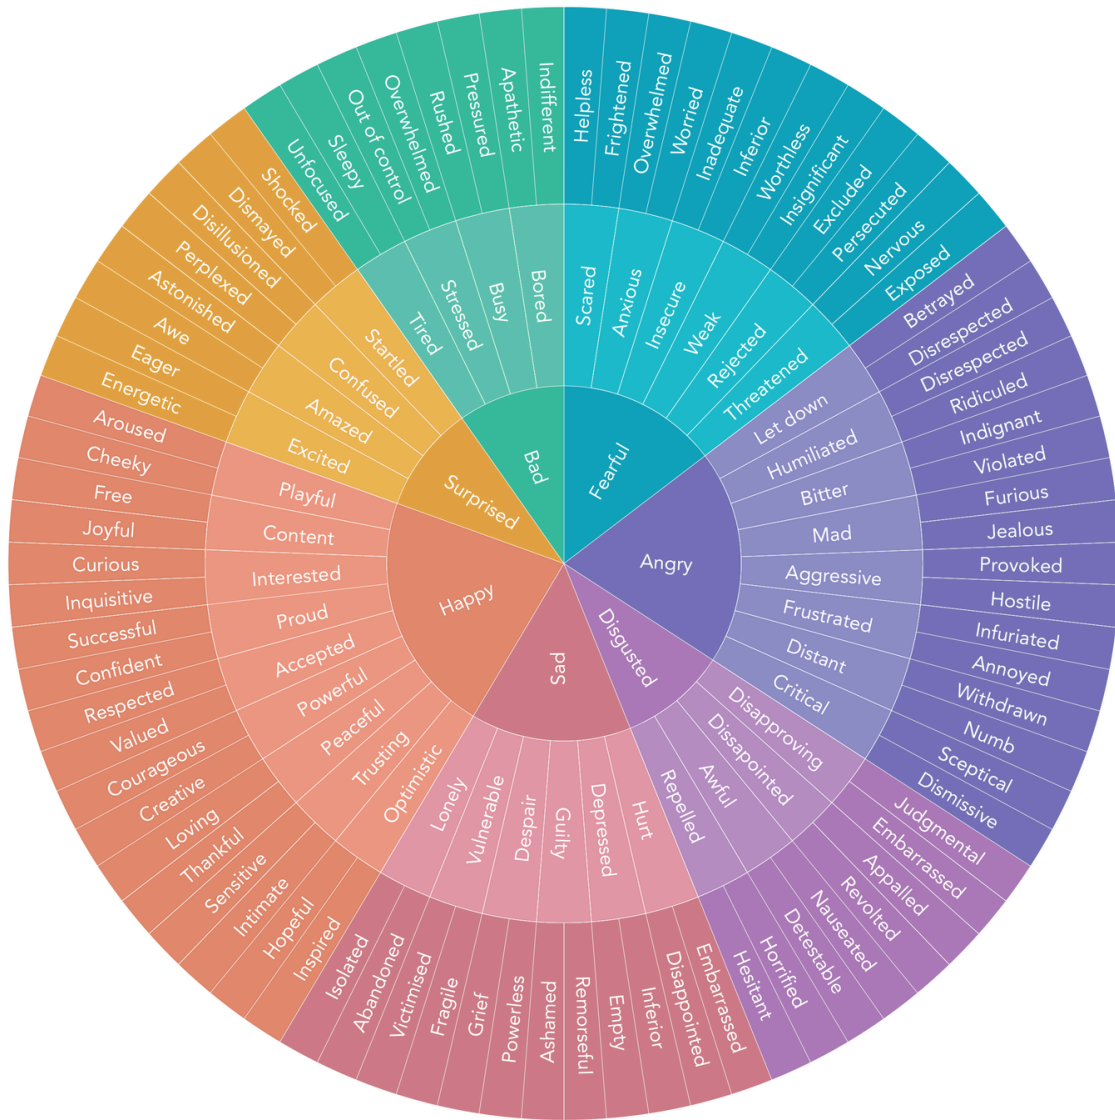 Fearful
Angry
Disgusted
Sad
Happy
Surprised
Bad
Scared
Anxious
Insecure
Weak
Rejected
Threatened
Let down
Humiliated
Bitter
Mad
Aggressive
Frustrated
Distant
Critical
Disapproving
Dissapointed
Awful
Repelled
Hurt
Depressed
Guilty
Despair
Vulnerable
Lonely
Optimistic
Trusting
Peaceful
Powerful
Accepted
Proud
Interested
Content
Playful
Excited
Amazed
Confused
Startled
Tired
Stressed
Busy
Bored
Helpless
Frightened
Overwhelmed
Worried
Inadequate
Inferior
Worthless
Insignificant
Excluded
Persecuted
Nervous
Exposed
Betrayed
Disrespected
Disrespected
Ridiculed
Indignant
Violated
Furious
Jealous
Provoked
Hostile
Infuriated
Annoyed
Withdrawn
Numb
Sceptical
Dismissive
Judgmental
Embarrassed
Appalled
Revolted
Nauseated
Detestable
Horrified
Hesitant
Embarrassed
Disappointed
Inferior
Empty
Remorseful
Ashamed
Powerless
Grief
Fragile
Victimised
Abandoned
Isolated
Inspired
Hopeful
Intimate
Sensitive
Thankful
Loving
Creative
Courageous
Valued
Respected
Confident
Successful
Inquisitive
Curious
Joyful
Free
Cheeky
Aroused
Energetic
Eager
Awe
Astonished
Perplexed
Disillusioned
Dismayed
Shocked
Unfocused
Sleepy
Out of control
Overwhelmed
Rushed
Pressured
Apathetic
Indifferent